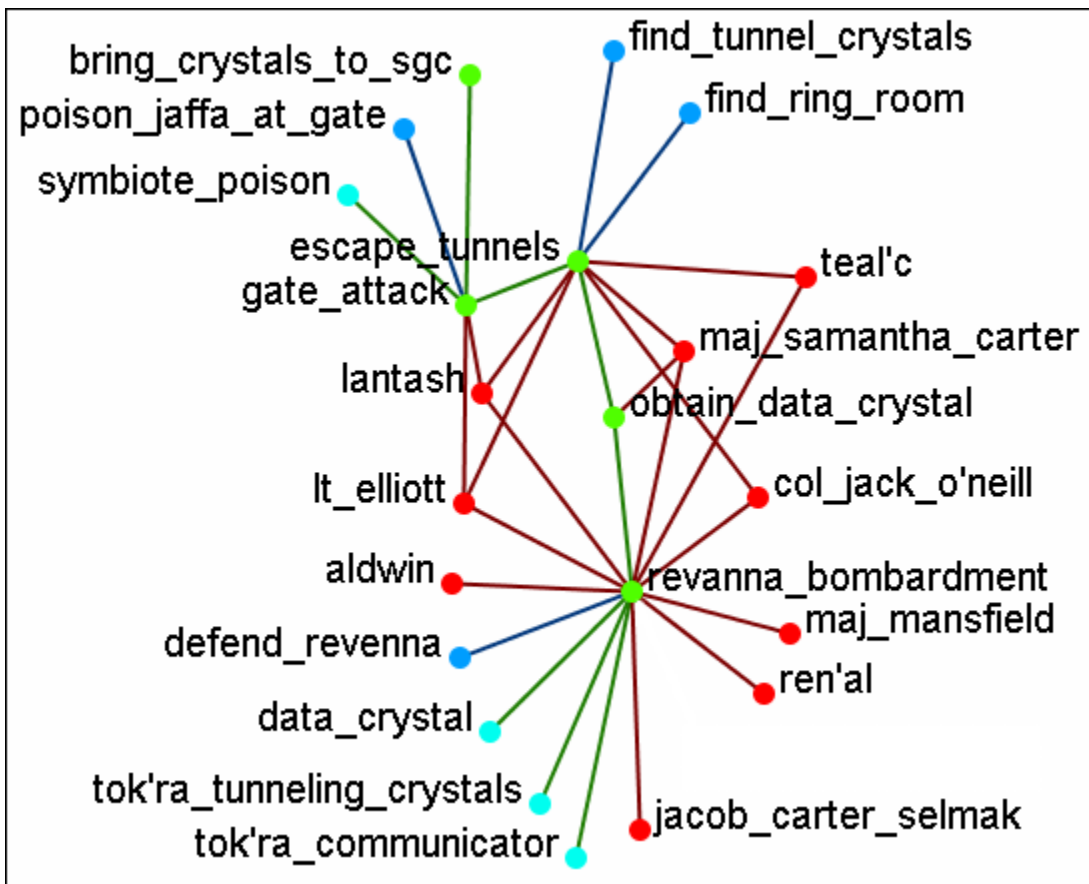 find_tunnel_crystals
bring_crystals_to_sgc
find_ring_room
poison_jaffa_at_gate
symbiote_poison
escape_tunnels
teal'c
gate_attack
maj_samantha_carter
lantash
obtain_data_crystal
lt_elliott
col_jack_o'neill
aldwin
revanna_bombardment
maj_mansfield
defend_revenna
ren'al
data_crystal
tok'ra_tunneling_crystals
jacob_carter_selmak
tok'ra_communicator